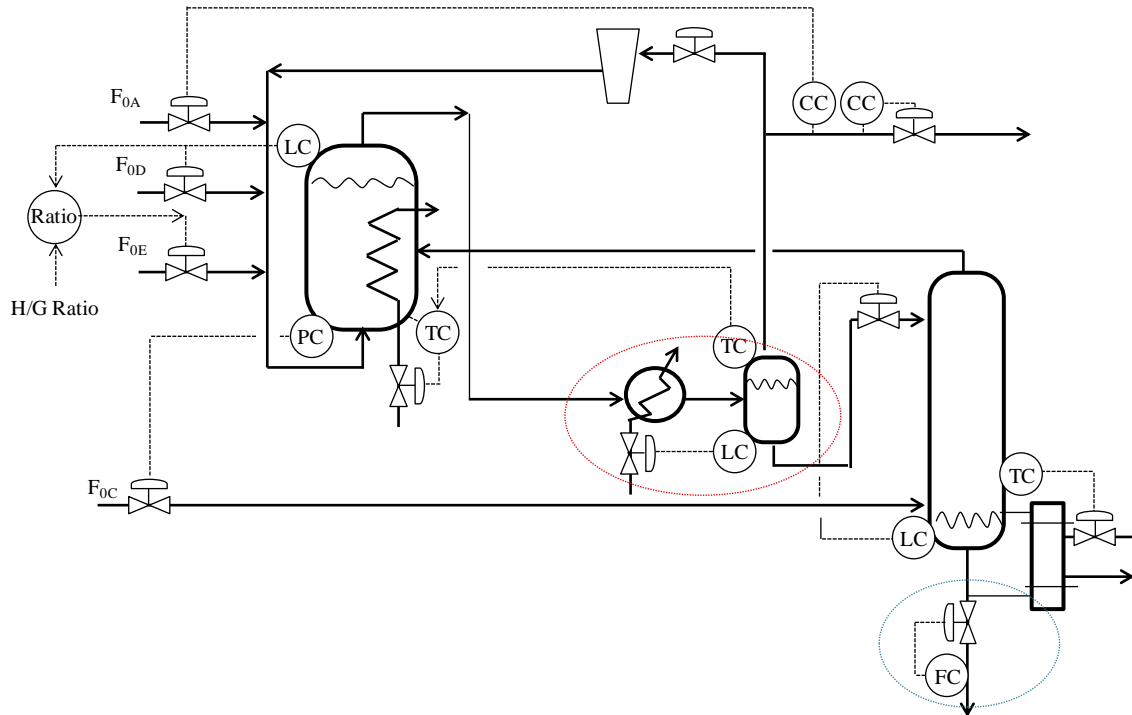 CC CC
F0A
LC
F0D
Ratio
F0E
H/G Ratio
PC TC TC
LC
TC
F0C
LC
FC